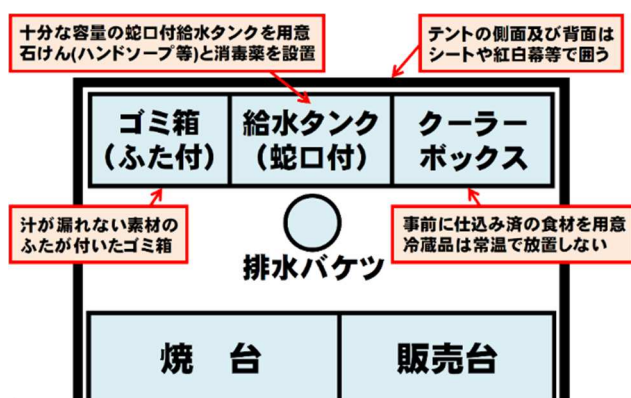 十分な容量の蛇口付給水タンクを用意
石けん(ハンドソープ等)と消毒薬を設置
テントの側面及び背面は
シートや紅白幕等で囲う
ゴミ箱
(ふた付)
給水タンク
(蛇口付)
クーラー
ボックス
汁が漏れない素材の
ふたが付いたゴミ箱
事前に仕込み済の食材を用意
冷蔵品は常温で放置しない
排水バケツ
焼 台
販売台